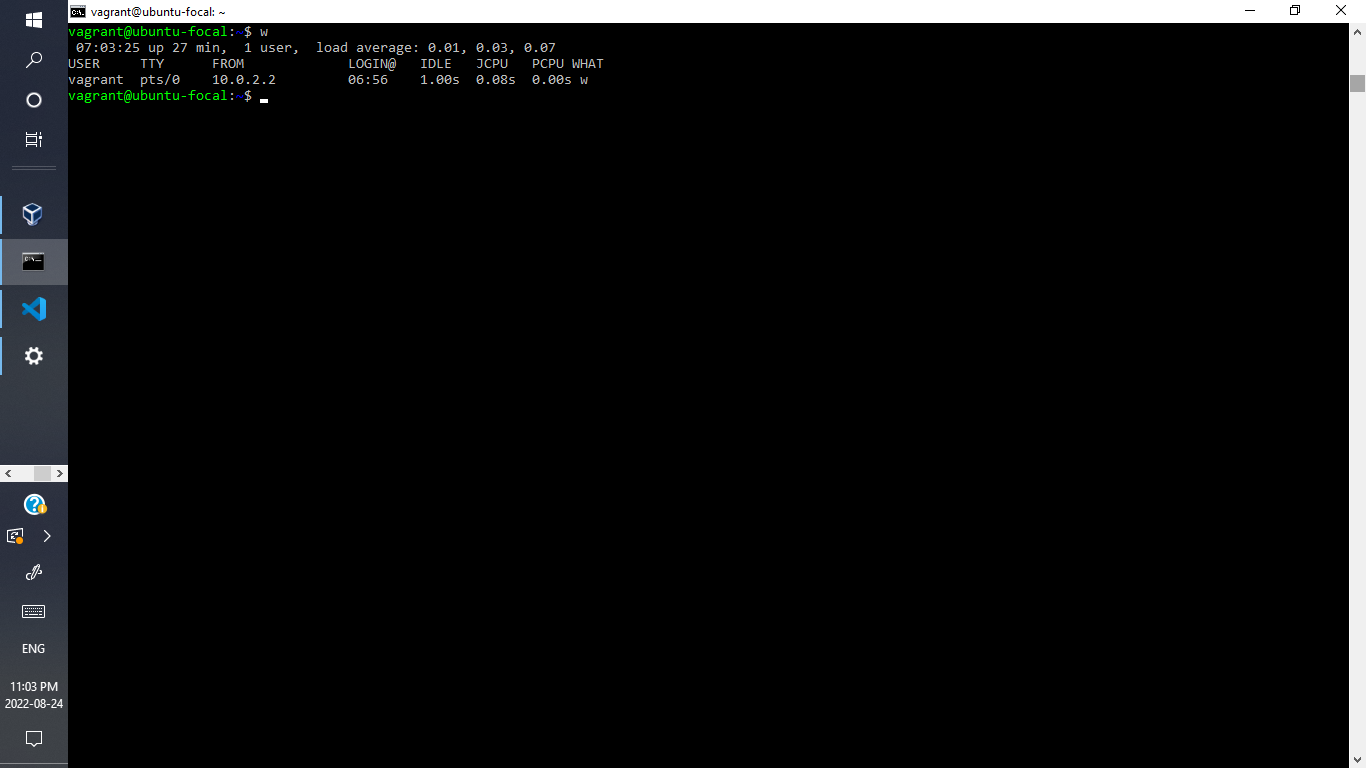 vagrant@ubuntu-focal: ~
vagrant@ubuntu-focal:~$ w
 07:03:25 up 27 min,  1 user,  load average: 0.01, 0.03, 0.07
USER     TTY      FROM             LOGIN@   IDLE   JCPU   PCPU WHAT
vagrant  pts/0    10.0.2.2         06:56    1.00s  0.08s  0.00s w
vagrant@ubuntu-focal:~$
ENG
11:03 PM
2022-08-24